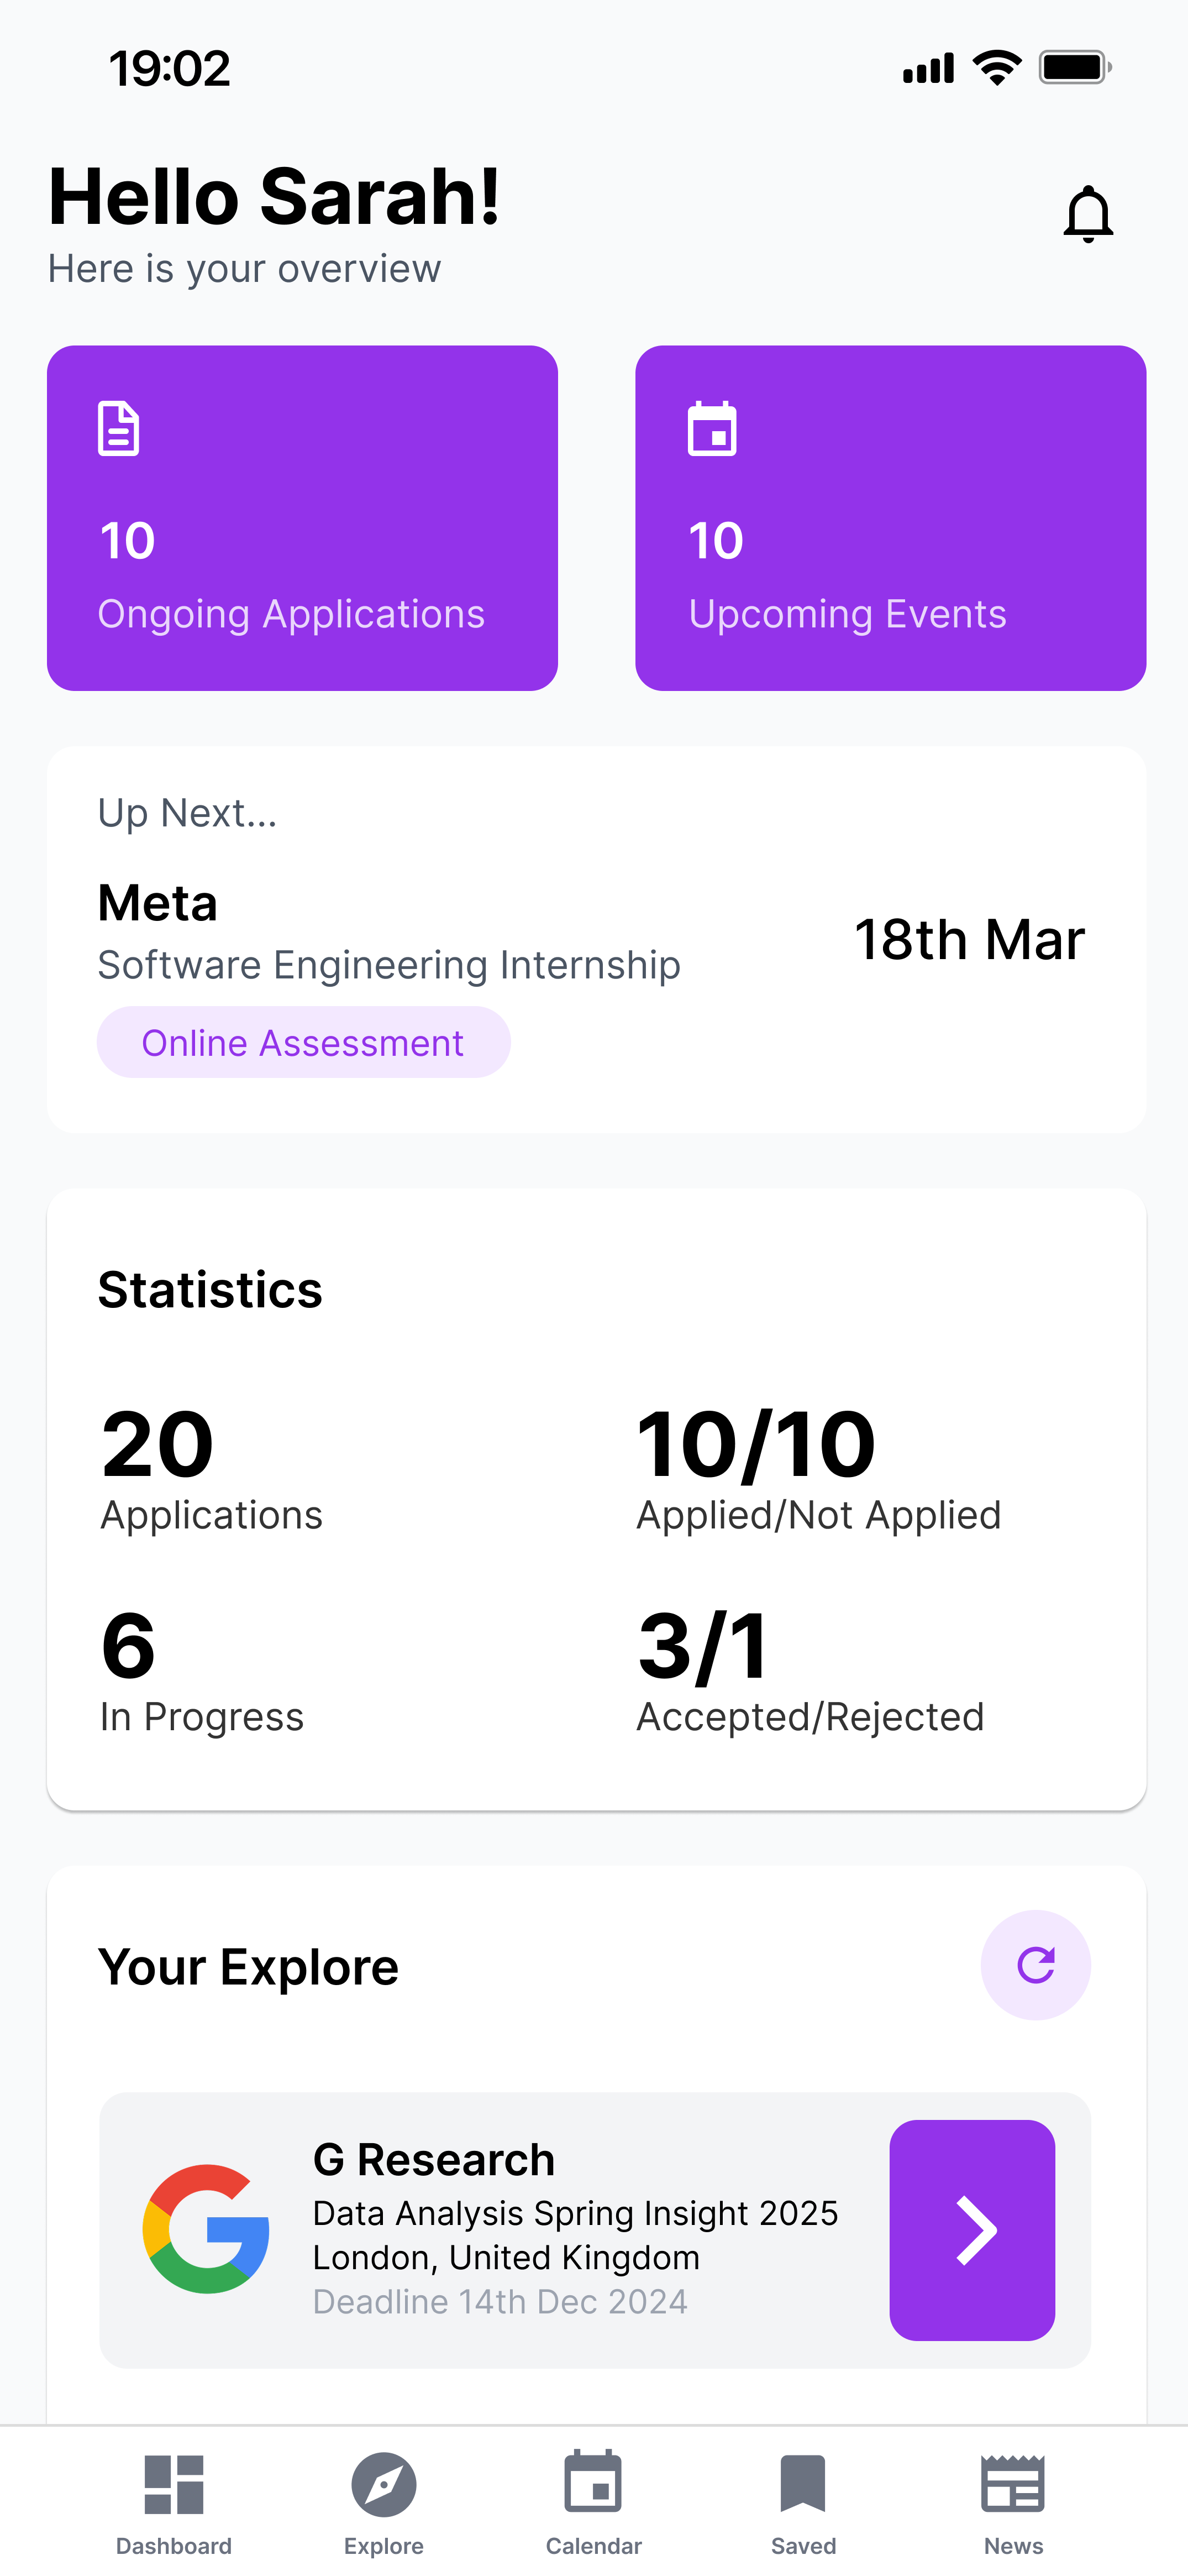 19:02
Hello Sarah!
Here is your overview
10
Ongoing Applications
10
Upcoming Events
Up Next...
Meta
Software Engineering Internship
Online Assessment
18th Mar
Statistics
20
Applications
10/10
Applied/Not Applied
6
In Progress
3/1
Accepted/Rejected
Your Explore
G Research
Data Analysis Spring Insight 2025
London, United Kingdom
Deadline 14th Dec 2024
Dashboard
Explore
Calendar
Saved
News